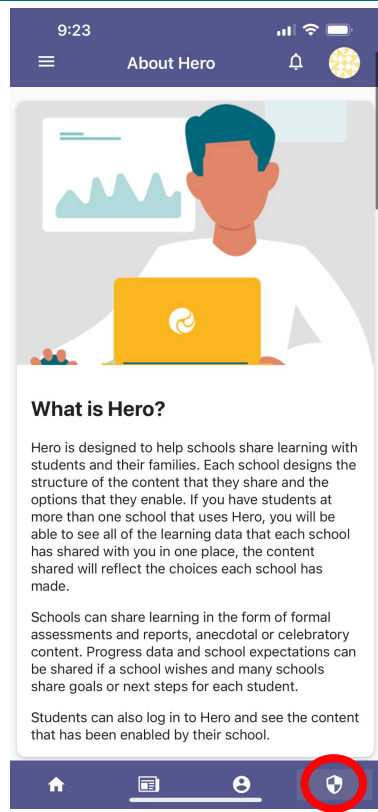 9:23
About Hero
What is Hero?
Hero is designed to help schools share learning with
students and their families. Each school designs the
structure of the content that they share and the
options that they enable. If you have students at
more than one school that uses Hero, you will be
able to see all of the learning data that each school
has shared with you in one place, the content
shared will reflect the choices each school has
made.
Schools can share learning in the form of formal
assessments and reports, anecdotal or celebratory
content. Progress data and school expectations can
be shared if a school wishes and many schools
share goals or next steps for each student.
Students can also log in to Hero and see the content
that has been enabled by their school.